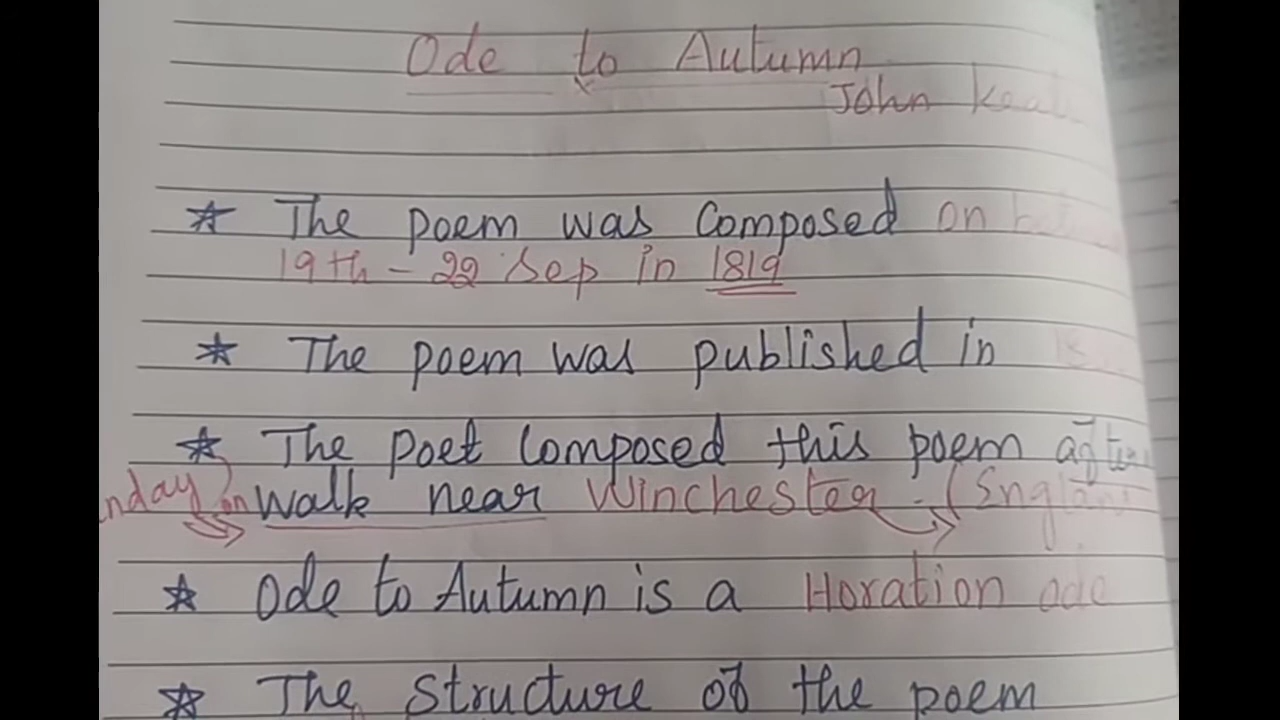 Ode to Autumn
John
★ The poem was Composed on
19th - 22 Sep in 1819
★ The poem was published in
★ The poet Composed this poem
on walk near Winchester - (England
★ Ode to Autumn is a Horation ode
★ The structure of the poem